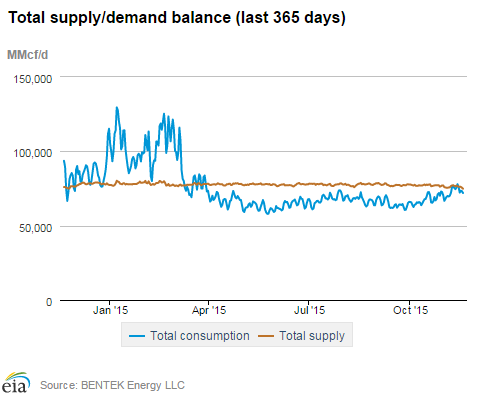 Total supply/demand balance (last 365 days)
MMcf/d
150,000
100,000
50,000
0
Jan '15 Apr '15 Jul '15 Oct '15
Total consumption Total supply
eia Source: BENTEK Energy LLC